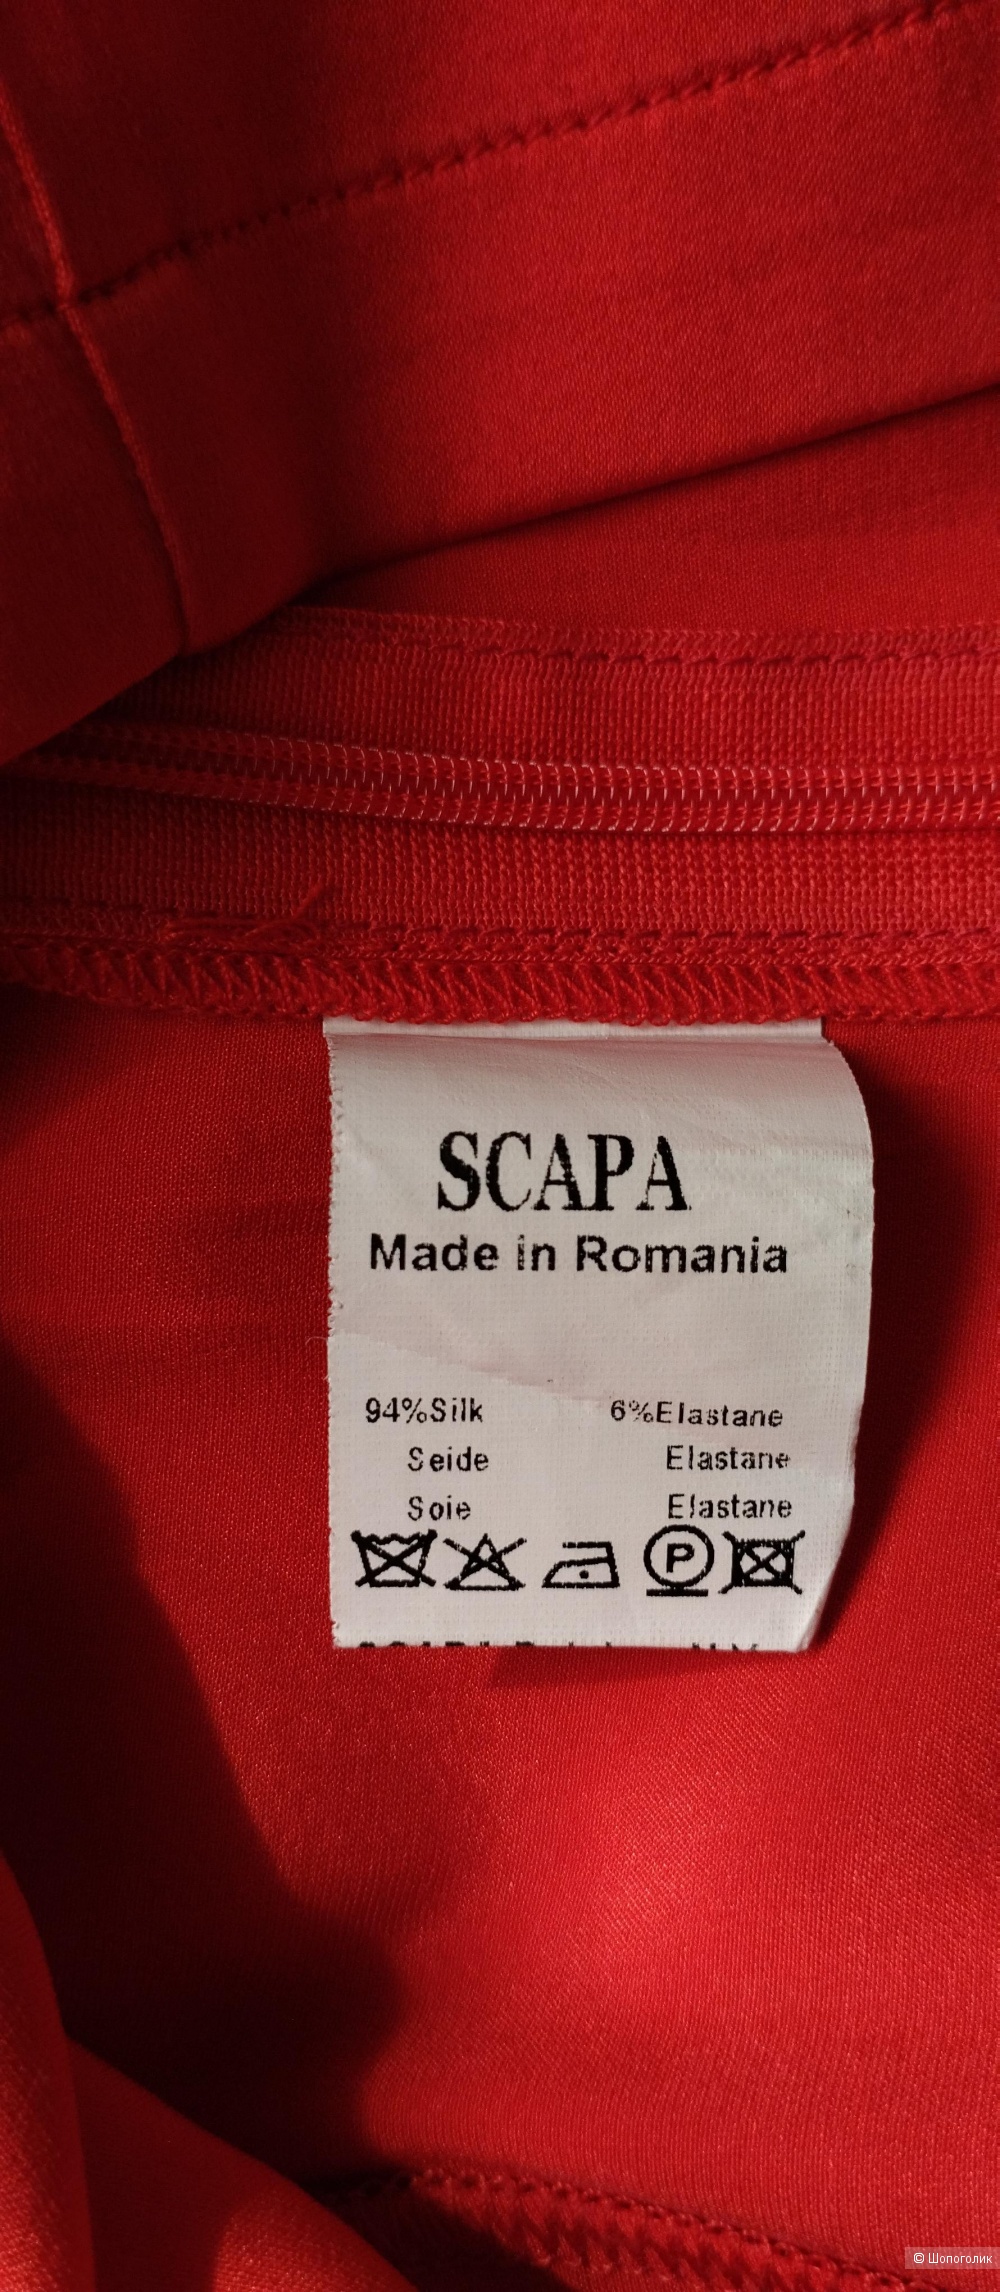 SCAPA
Made in Romania
94%Silk 6%Elastane
Seide Elastane
Soie Elastane
P
© Шопоголик